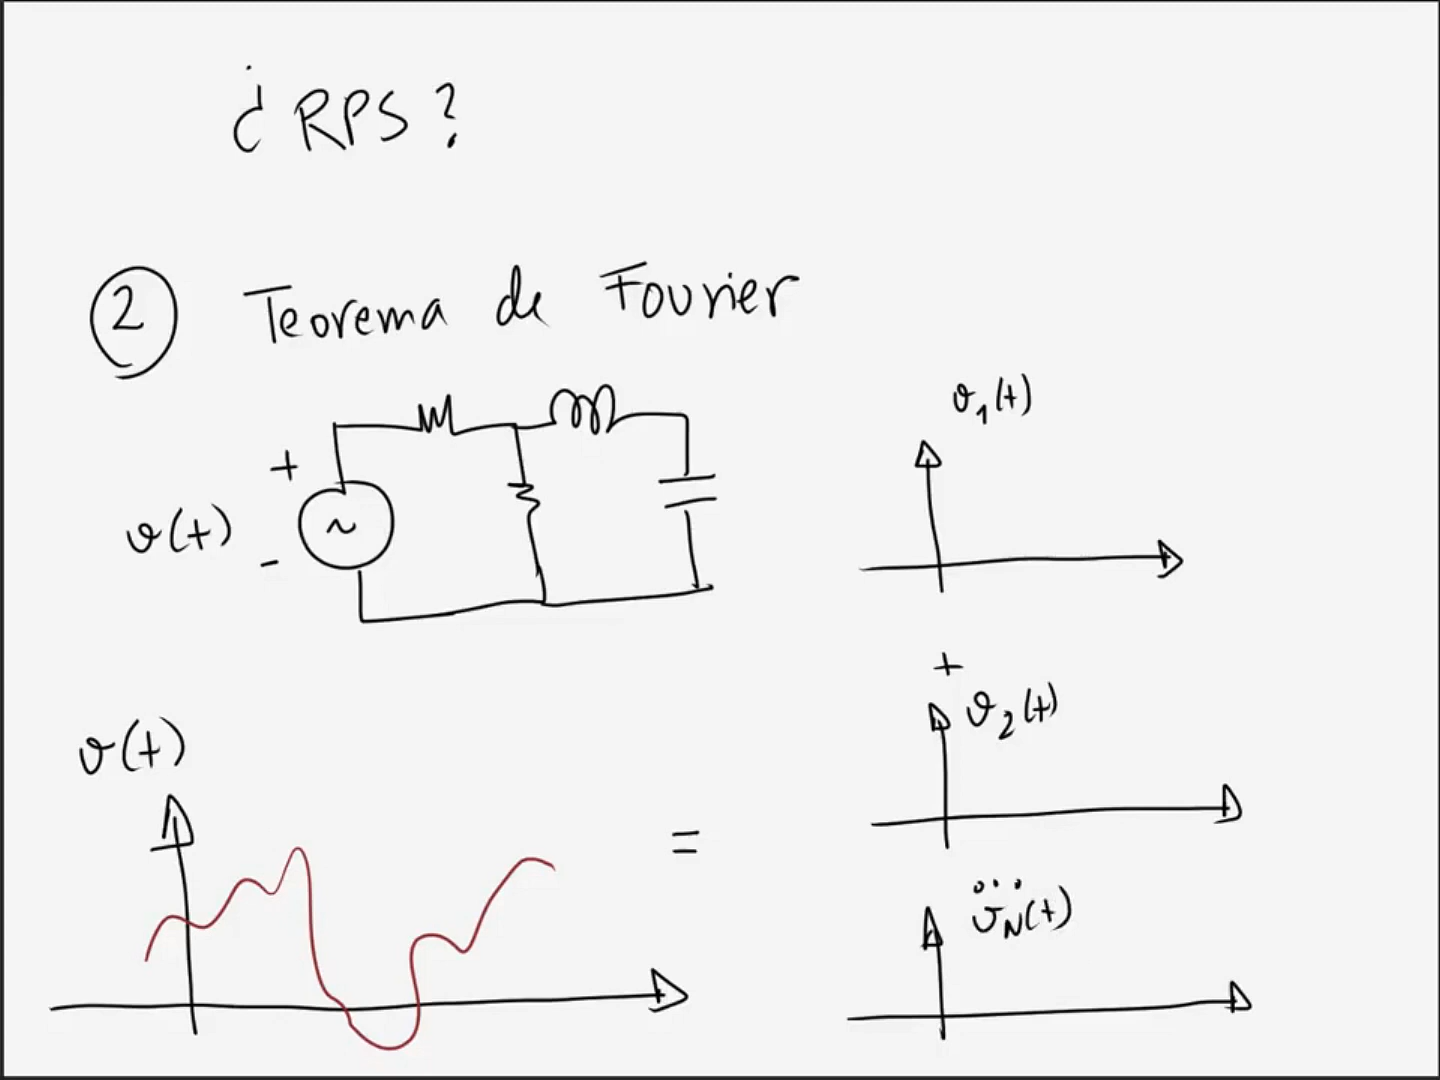 ¿RPS?
2 Teorema de Fourier
v1(t)
+
v(t)
-
~
+
v2(t)
v(t)
=
...
vN(t)